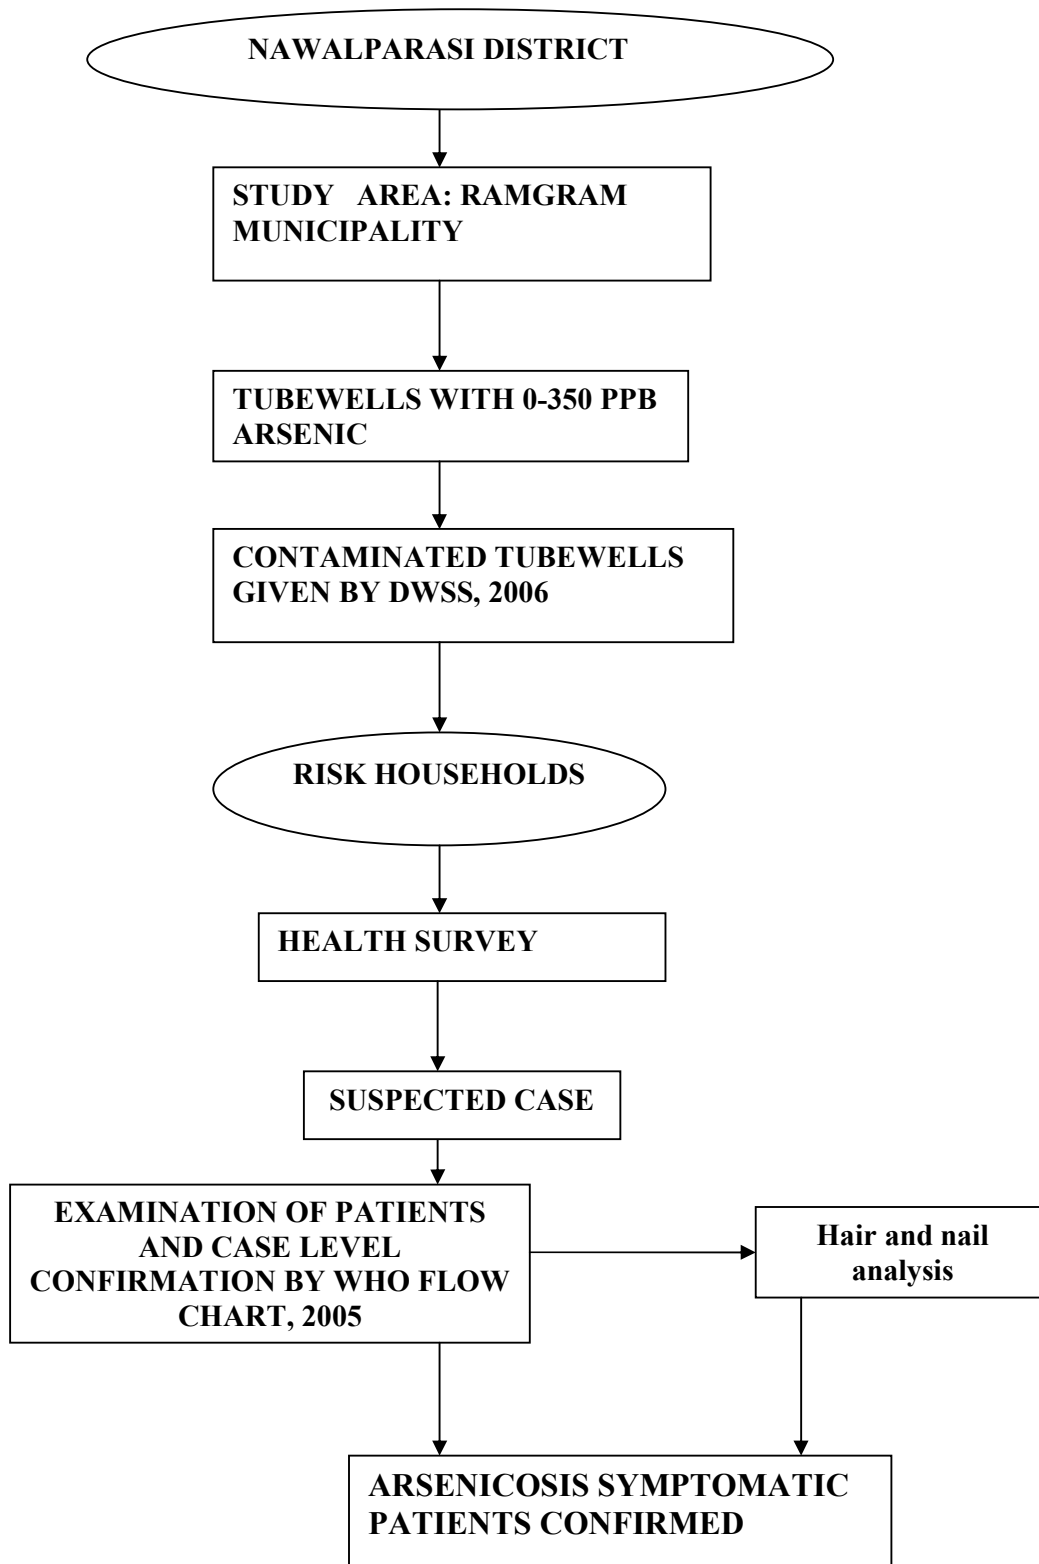 NAWALPARASI DISTRICT
STUDY AREA: RAMGRAM
MUNICIPALITY
TUBEWELLS WITH 0-350 PPB
ARSENIC
CONTAMINATED TUBEWELLS
GIVEN BY DWSS, 2006
RISK HOUSEHOLDS
HEALTH SURVEY
SUSPECTED CASE
EXAMINATION OF PATIENTS
AND CASE LEVEL
CONFIRMATION BY WHO FLOW
CHART, 2005
Hair and nail
analysis
ARSENICOSIS SYMPTOMATIC
PATIENTS CONFIRMED